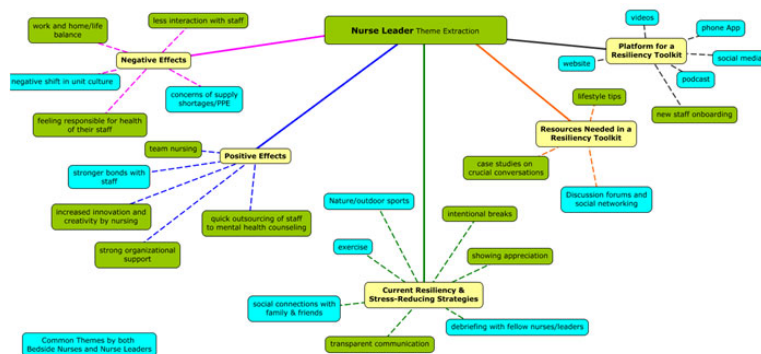 Nurse Leader Theme Extraction
work and home/life
balance
less interaction with staff
Negative Effects
negative shift in unit culture
concerns of supply
shortages/PPE
feeling responsible for health
of their staff
team nursing
Positive Effects
stronger bonds with
staff
increased innovation and
creativity by nursing
strong organizational
support
quick outsourcing of staff
to mental health counseling
videos
phone App
Platform for a
Resiliency Toolkit
website
social media
podcast
new staff onboarding
lifestyle tips
Resources Needed in a
Resiliency Toolkit
case studies on
crucial conversations
Discussion forums and
social networking
Nature/outdoor sports
intentional breaks
exercise
showing appreciation
Current Resiliency &
Stress-Reducing Strategies
social connections with
family & friends
debriefing with fellow nurses/leaders
transparent communication
Common Themes by both
Bedside Nurses and Nurse Leaders